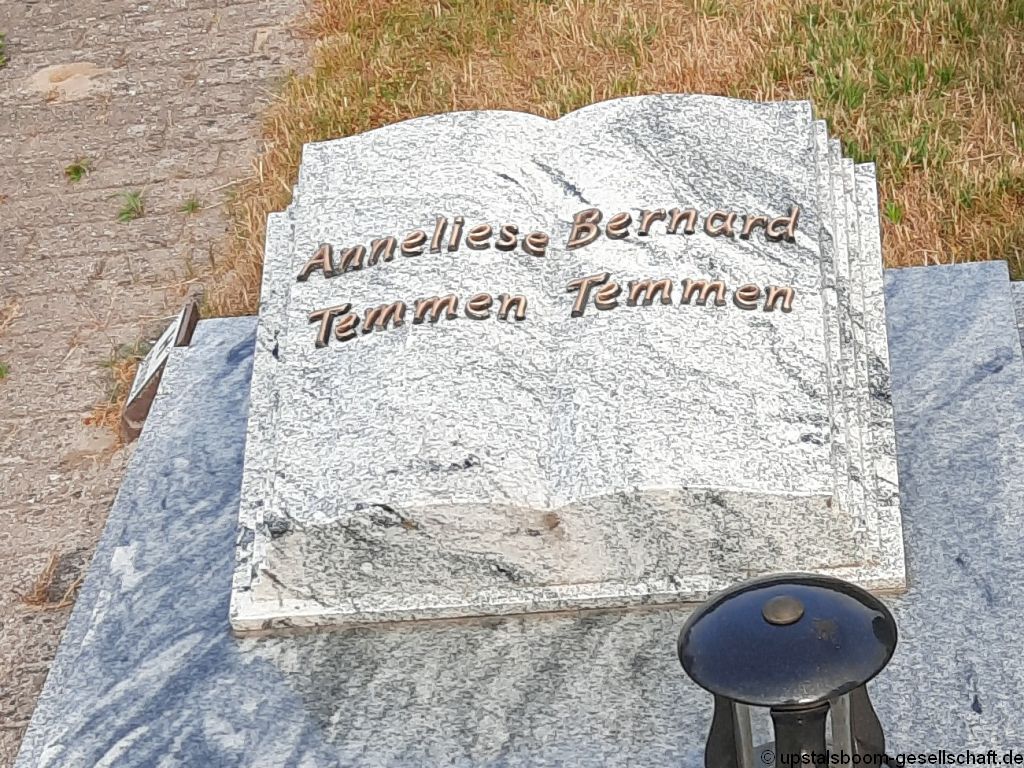 Anneliese
Temmen
Bernard
Temmen
© upstalsboom-gesellschaft.de